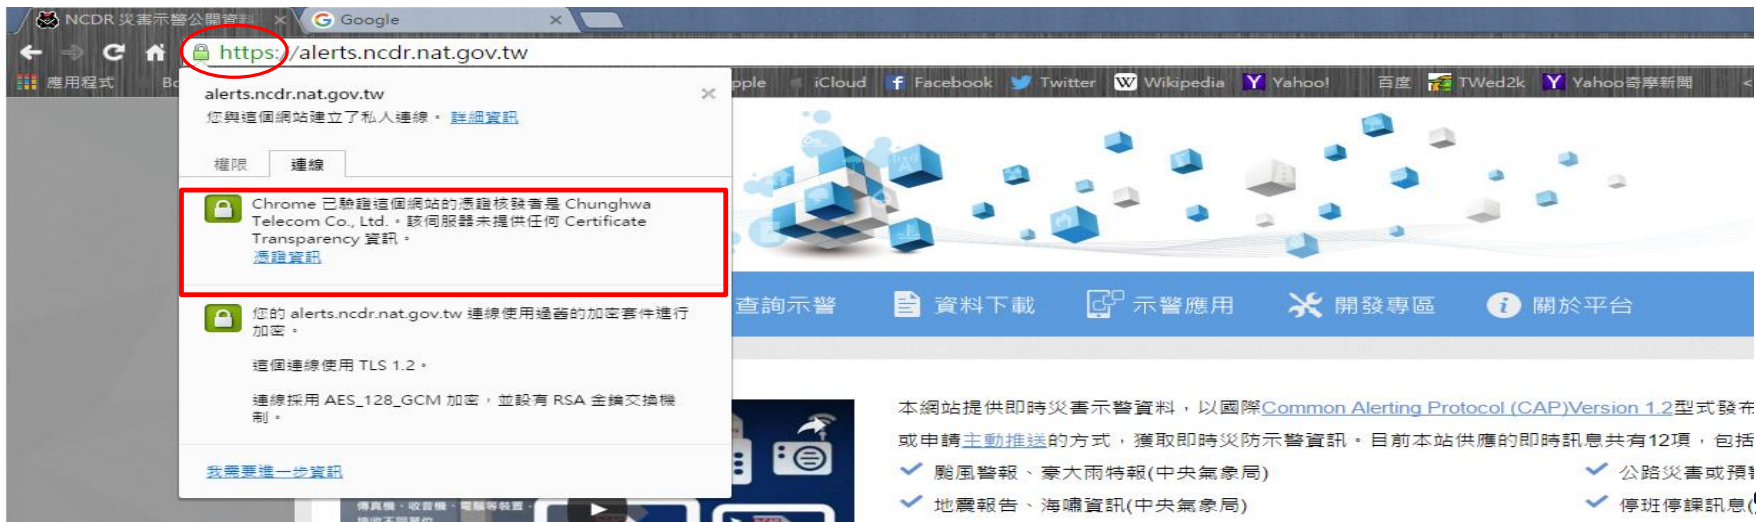 NCDR 災害示警公開資料
Google
https://alerts.ncdr.nat.gov.tw
應用程式
iCloud
Facebook
Twitter
Wikipedia
Yahoo!
百度
TWed2k
Yahoo奇摩新聞
alerts.ncdr.nat.gov.tw
您與這個網站建立了私人連線。 詳細資訊
權限 連線
Chrome 已驗證這個網站的憑證核發者是 Chunghwa
Telecom Co., Ltd.。該伺服器未提供任何 Certificate
Transparency 資訊。
憑證資訊
您的 alerts.ncdr.nat.gov.tw 連線使用過舊的加密套件進行
加密。
這個連線使用 TLS 1.2。
連線採用 AES_128_GCM 加密,並設有 RSA 金鑰交換機
制。
我需要進一步資訊
查詢示警 資料下載 示警應用 開發專區 關於平台
本網站提供即時災害示警資料,以國際Common Alerting Protocol (CAP)Version 1.2型式發布
或申請主動推送的方式,獲取即時災防示警資訊。目前本站供應的即時訊息共有12項,包括
颱風警報、豪大雨特報(中央氣象局) 公路災害或預
地震報告、海嘯資訊(中央氣象局) 停班停課訊息(
傳真機、收音機、電腦等裝置,